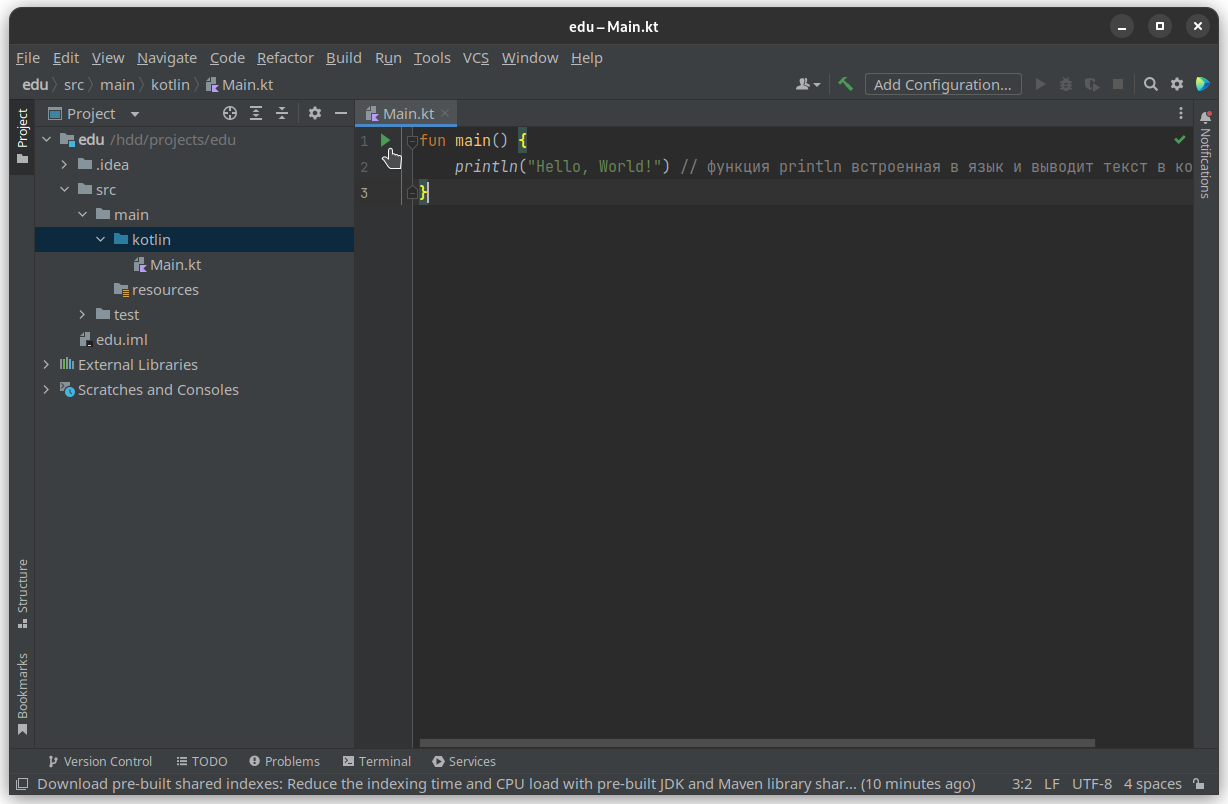 edu – Main.kt
File Edit View Navigate Code Refactor Build Run Tools VCS Window Help
edu src main kotlin Main.kt Add Configuration...
Project
Project
Main.kt
Notifications
edu /hdd/projects/edu
.idea
src
main
kotlin
Main.kt
resources
test
edu.iml
External Libraries
Scratches and Consoles
1 fun main() {
2 println("Hello, World!") // функция println встроенная в язык и выводит текст в ко
3 }
Structure
Bookmarks
Version Control TODO Problems Terminal Services
Download pre-built shared indexes: Reduce the indexing time and CPU load with pre-built JDK and Maven library shar... (10 minutes ago) 3:2 LF UTF-8 4 spaces